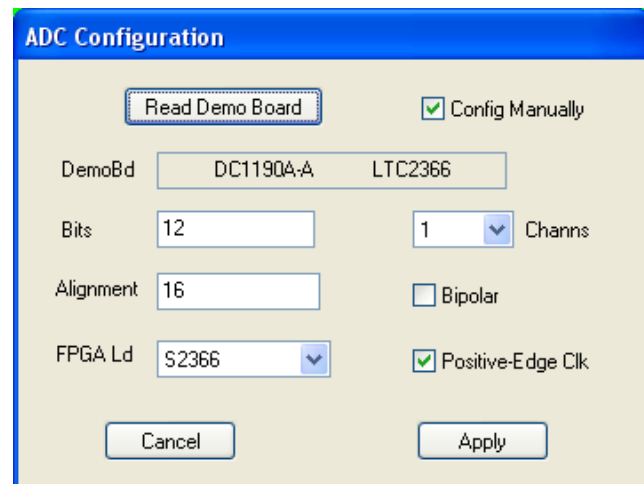 ADC Configuration
Read Demo Board
Config Manually
DemoBd DC1190A-A LTC2366
Bits 12 1 Channs
Alignment 16 Bipolar
FPGA Ld S2366 Positive-Edge Clk
Cancel Apply